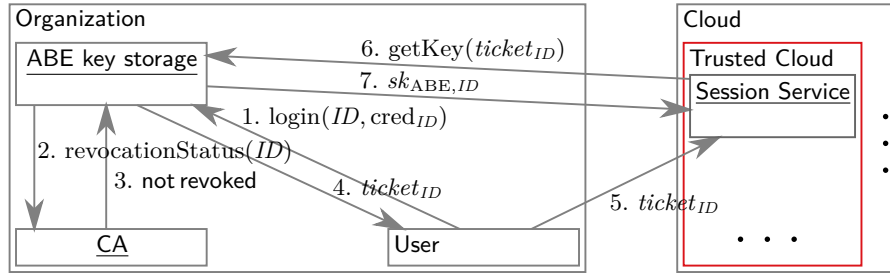 Organization
Cloud
ABE key storage
6. getKey(ticket_ID)
Trusted Cloud
7. sk_ABE,ID
Session Service
1. login(ID, cred_ID)
2. revocationStatus(ID)
3. not revoked
4. ticket_ID
5. ticket_ID
CA
User
. . .